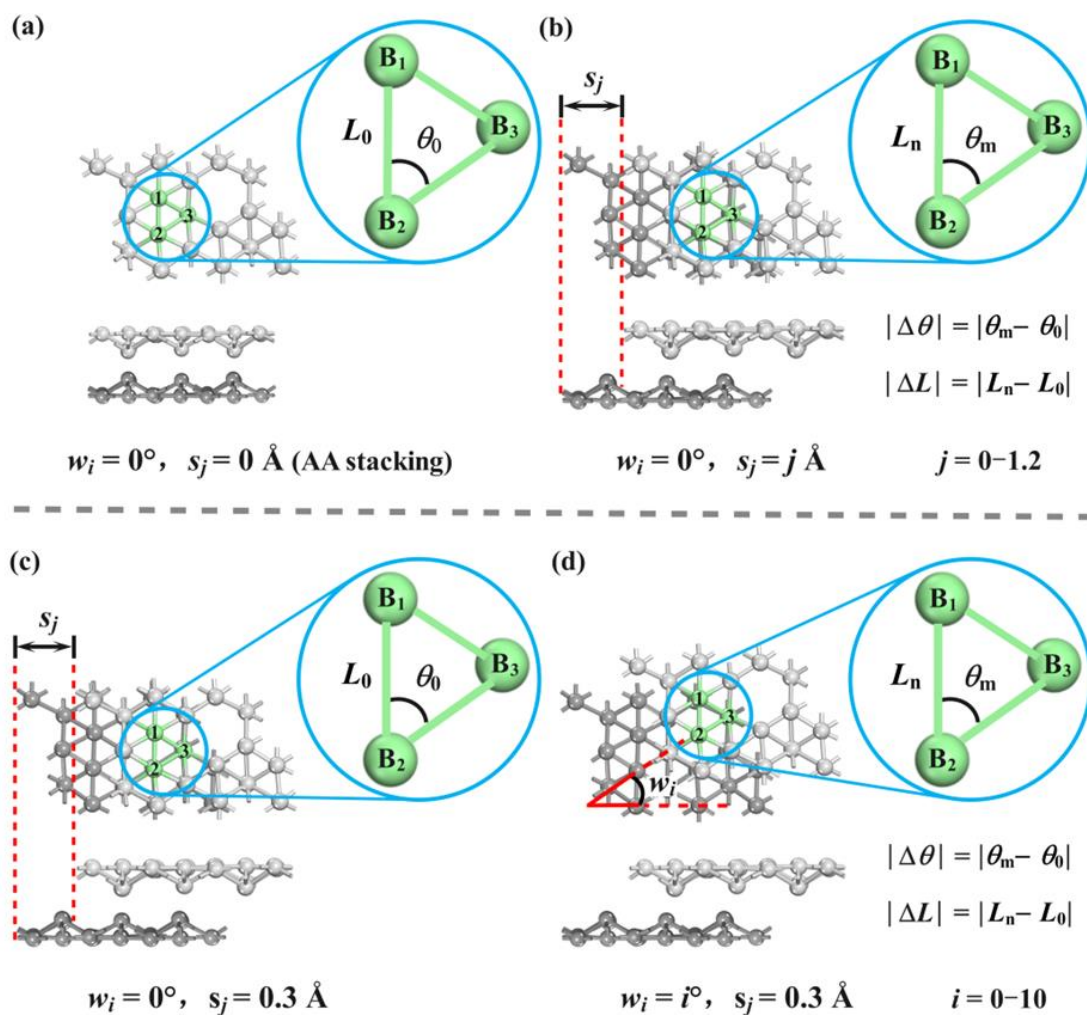 (a)
B₁
L₀
θ₀
B₃
B₂
1
3
2
wᵢ = 0°, sⱼ = 0 Å (AA stacking)
(b)
sⱼ
B₁
Lₙ
θₘ
B₃
B₂
1
3
2
|Δθ| = |θₘ− θ₀|
|ΔL| = |Lₙ− L₀|
wᵢ = 0°, sⱼ = j Å
j = 0−1.2
(c)
sⱼ
B₁
L₀
θ₀
B₃
B₂
1
3
2
wᵢ = 0°, sⱼ = 0.3 Å
(d)
B₁
Lₙ
θₘ
B₃
B₂
1
3
2
wᵢ
|Δθ| = |θₘ− θ₀|
|ΔL| = |Lₙ− L₀|
wᵢ = i°, sⱼ = 0.3 Å
i = 0−10